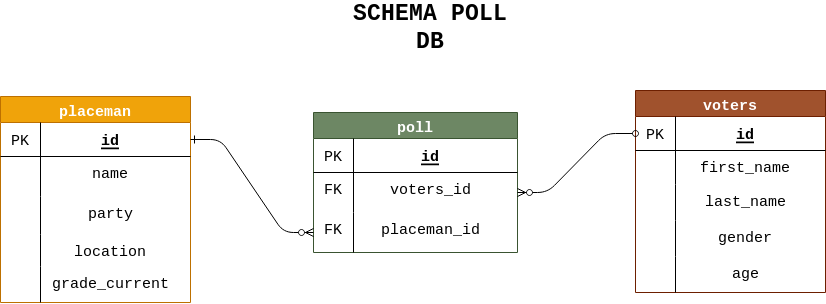 SCHEMA POLL
DB
placeman
PK id
name
party
location
grade_current
poll
PK id
FK voters_id
FK placeman_id
voters
PK id
first_name
last_name
gender
age